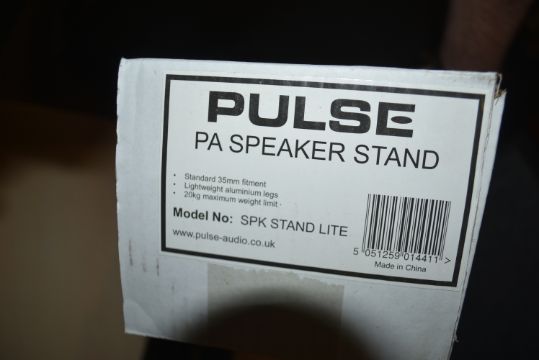 PULSE
PA SPEAKER STAND
• Standard 35mm fitment
• Lightweight aluminium legs
• 20kg maximum weight limit -
Model No: SPK STAND LITE
www.pulse-audio.co.uk
5 051259 014411 >
Made in China